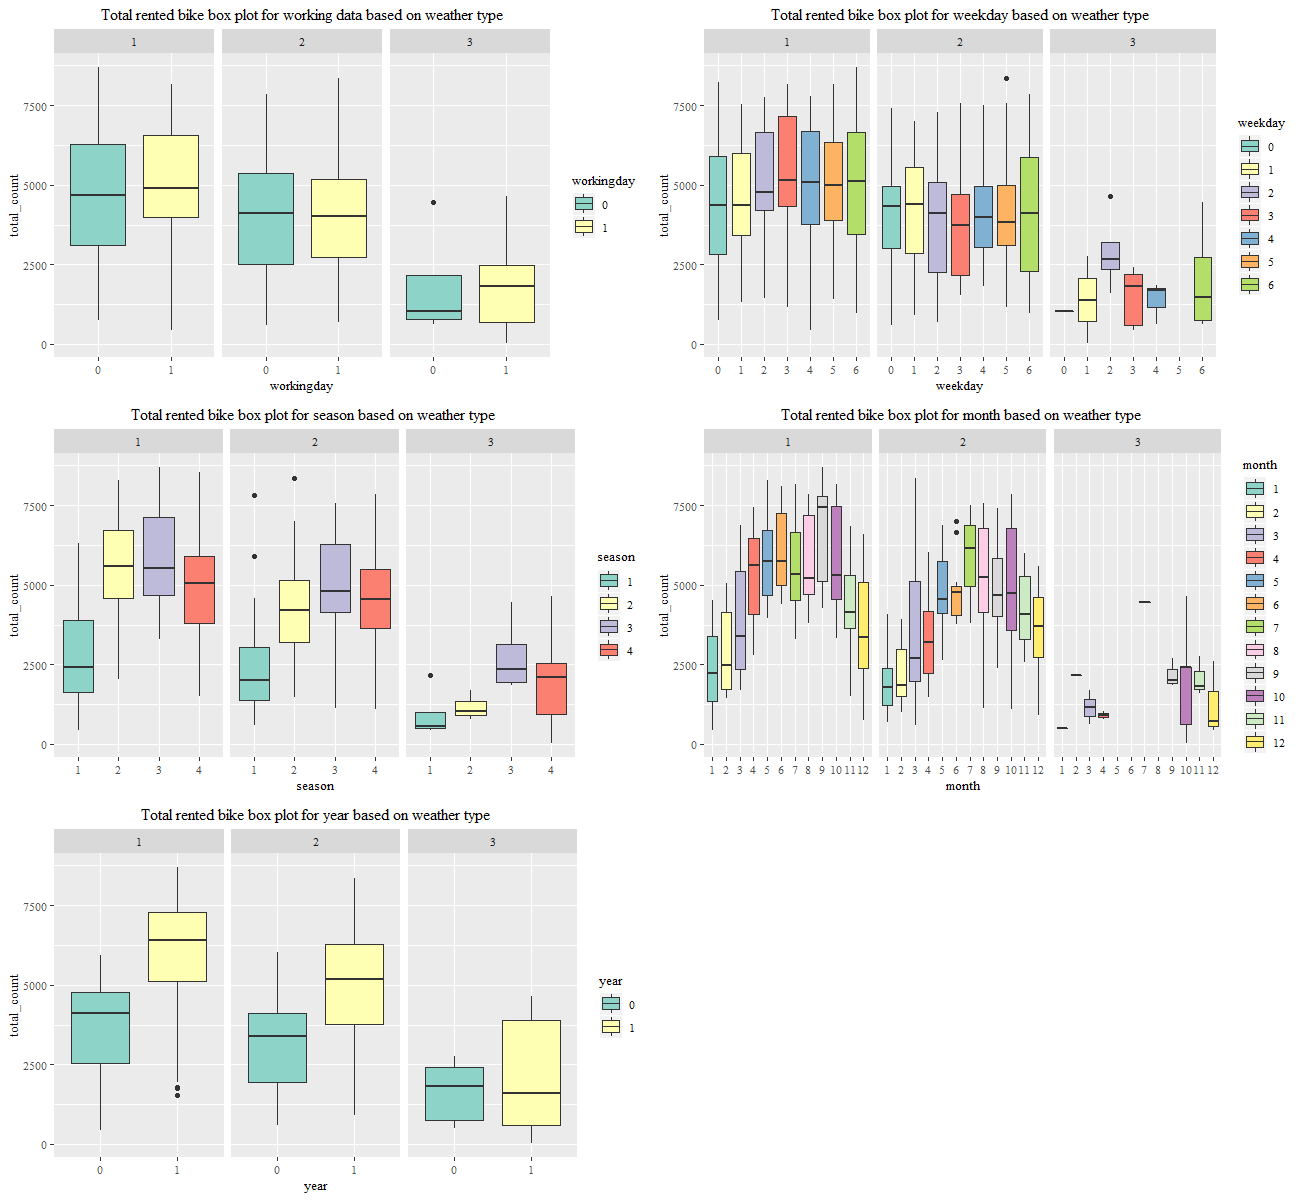 Total rented bike box plot for working data based on weather type
1 2 3
total_count
7500
5000
2500
0
0 1 0 1 0 1
workingday
workingday
0
1
Total rented bike box plot for weekday based on weather type
1 2 3
total_count
7500
5000
2500
0
0 1 2 3 4 5 6 0 1 2 3 4 5 6 0 1 2 3 4 5 6
weekday
weekday
0
1
2
3
4
5
6
Total rented bike box plot for season based on weather type
1 2 3
total_count
7500
5000
2500
0
1 2 3 4 1 2 3 4 1 2 3 4
season
season
1
2
3
4
Total rented bike box plot for month based on weather type
1 2 3
total_count
7500
5000
2500
0
1 2 3 4 5 6 7 8 9 10 11 12 1 2 3 4 5 6 7 8 9 10 11 12 1 2 3 4 5 6 7 8 9 10 11 12
month
month
1
2
3
4
5
6
7
8
9
10
11
12
Total rented bike box plot for year based on weather type
1 2 3
total_count
7500
5000
2500
0
0 1 0 1 0 1
year
year
0
1